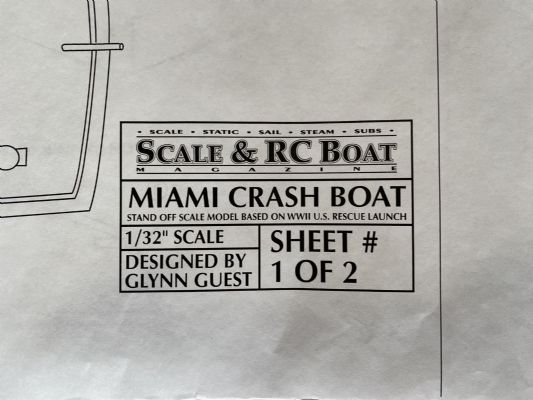 - SCALE - STATIC - SAIL - STEAM - SUBS -
SCALE & RC BOAT
MAGAZINE
MIAMI CRASH BOAT
STAND OFF SCALE MODEL BASED ON WWII U.S. RESCUE LAUNCH
1/32" SCALE
DESIGNED BY
GLYNN GUEST
SHEET #
1 OF 2